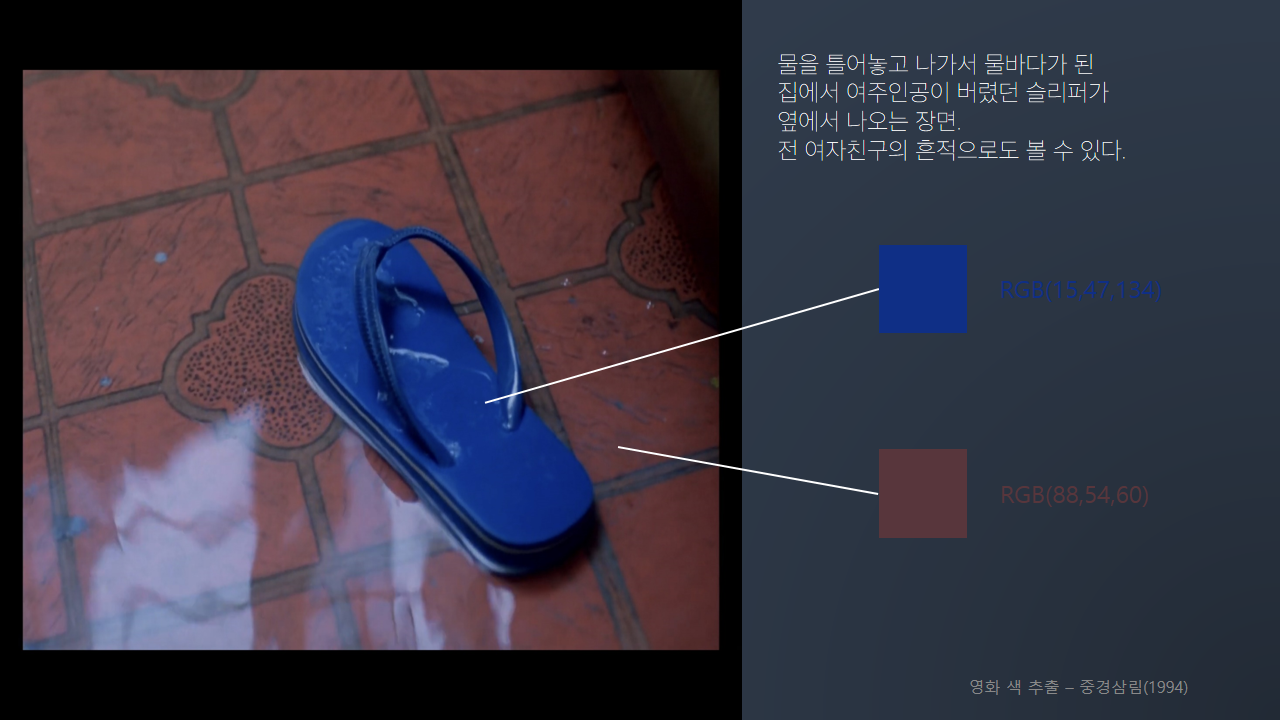 물을 틀어놓고 나가서 물바다가 된
집에서 여주인공이 버렸던 슬리퍼가
옆에서 나오는 장면.
전 여자친구의 흔적으로도 볼 수 있다.
RGB(15,47,134)
RGB(88,54,60)
영화 색 추출 – 중경삼림(1994)